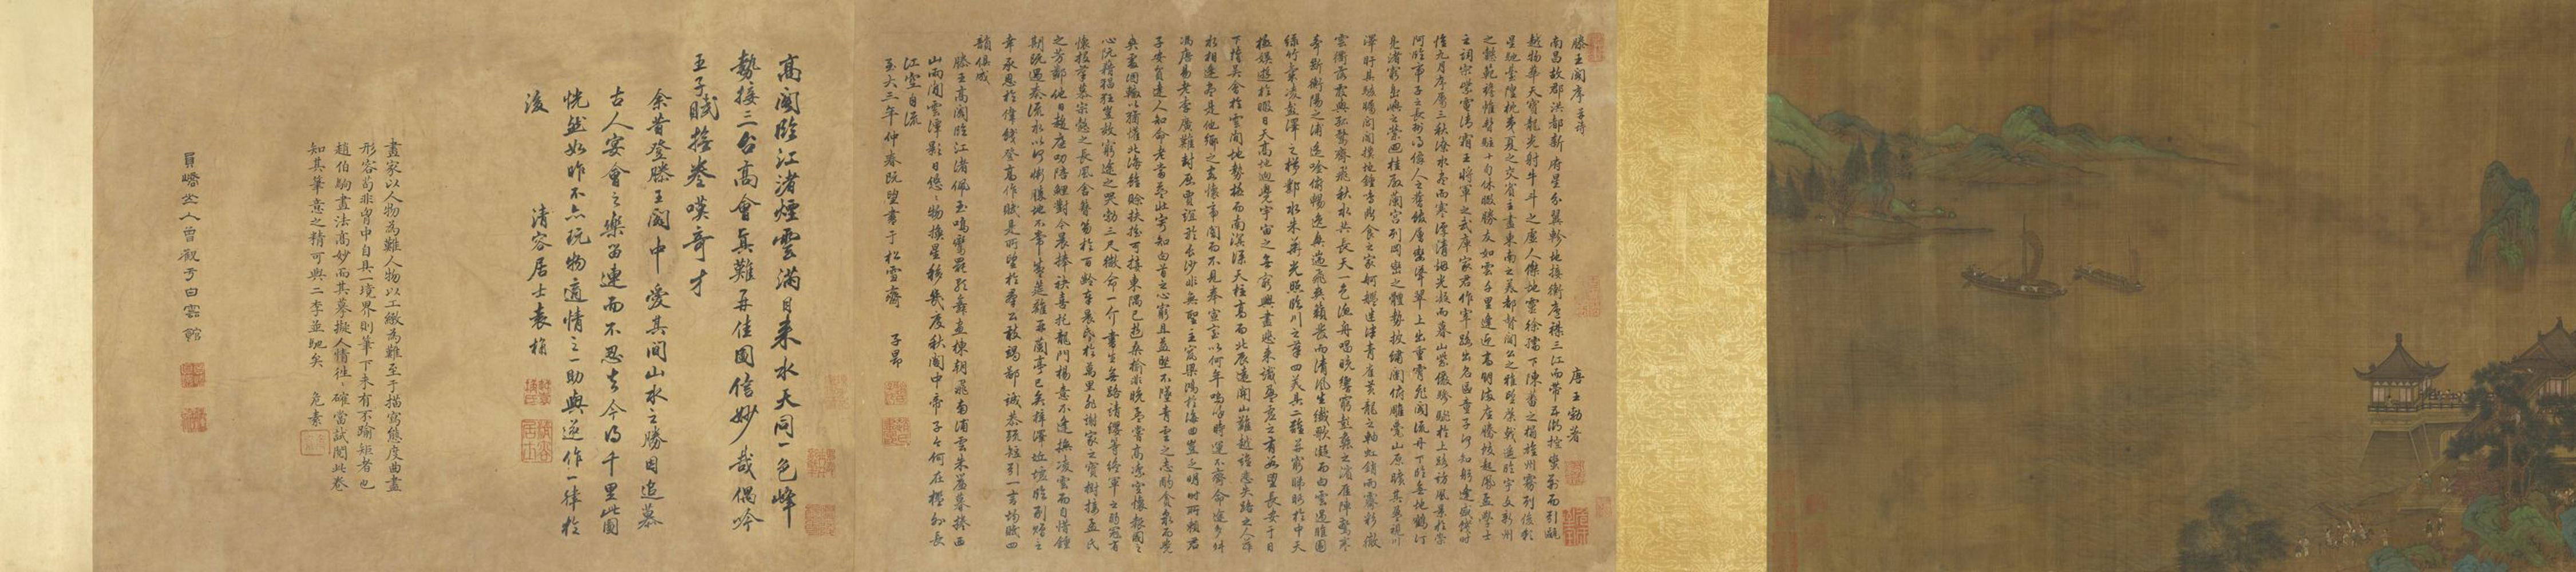 滕王閣序并詩 唐王勃著
南昌故郡洪都新府星分翼軫地接衡廬襟三江而帶五湖控蠻荊而引甌
越物華天寶龍光射牛斗之虛人傑地靈徐孺下陳蕃之榻雄州霧列俊彩
星馳臺隍枕夷夏之交賓主盡東南之美都督閻公之雅望棨戟遙臨宇文新州
之懿範襜帷暫駐十旬休暇勝友如雲千里逢迎高朋滿座騰蛟起鳳孟學士
之詞宗紫電清霜王將軍之武庫家君作宰路出名區童子何知躬逢盛餞時
惟九月序屬三秋潦水盡而寒潭清烟光凝而暮山紫儼驂騑於上路訪風景於崇
阿臨帝子之長洲得僊人之舊館層巒聳翠上出重霄飛閣流丹下臨無地鶴汀
鳧渚窮島嶼之縈迴桂殿蘭宮列岡巒之體勢披繡闥俯雕甍山原曠其盈視川
澤盱其駭矚閭閻撲地鐘鳴鼎食之家舸艦迷津青雀黃龍之軸虹銷雨霽彩徹
雲衢落霞與孤鶩齊飛秋水共長天一色漁舟唱晚響窮彭蠡之濱雁陣驚寒
聲斷衡陽之浦遙吟俯暢逸興遄飛爽籟發而清風生纖歌凝而白雲遏睢園
綠竹氣凌彭澤之樽鄴水朱華光照臨川之筆四美具二難并窮睇眄於中天
極娛遊於暇日天高地迥覺宇宙之無窮興盡悲來識盈虛之有數望長安于日
下指吳會於雲間地勢極而南溟深天柱高而北辰遠關山難越誰悲失路之人萍
水相逢盡是他鄉之客懷帝閽而不見奉宣室以何年嗚呼時運不齊命途多舛
馮唐易老李廣難封屈賈誼於長沙非無聖主竄梁鴻於海曲豈乏明時所賴君
子安貧達人知命老當益壯寧知白首之心窮且益堅不墜青雲之志酌貪泉而覺
爽處涸轍以猶懽北海雖賒扶搖可接東隅已逝桑榆非晚孟嘗高潔空懷報國之
心阮籍猖狂豈效窮途之哭勃三尺微命一介書生無路請纓等終軍之弱冠有
懷投筆慕宗慤之長風舍簪笏於百齡奉晨昏於萬里非謝家之寶樹接孟氏
之芳鄰他日趨庭叨陪鯉對今晨捧袂喜托龍門楊意不逢撫凌雲而自惜鍾
期既遇奏流水以何慚勝地不常盛筵難再蘭亭已矣梓澤丘墟臨別贈言
幸承恩於偉餞登高作賦是所望於群公敢竭鄙誠恭疏短引一言均賦四
韻俱成
滕王高閣臨江渚佩玉鳴鸞罷歌舞畫棟朝飛南浦雲朱簾暮捲西
山雨閒雲潭影日悠悠物換星移幾度秋閣中帝子今何在檻外長
江空自流
至大三年仲春既望書于松雪齋 子昂
高閣臨江渚煙雲滿目來水天同一色峰
勢接三台高會真難再佳圖信妙哉偶吟
王子賦撫卷嘆奇才
余昔登滕王閣中愛其間山水之勝因追慕
古人宴會之樂留連而不忍去今得千里此圖
恍然如昨不亦玩物適情之一助與遂作一律於
後
清容居士袁桷
畫家以人物為難人物以工緻為難至于描寫態度曲盡
形容苟非胷中自具一境界則筆下未有不踰矩者也
趙伯駒畫法高妙而其摹擬人情往往確當試閱此卷
知其筆意之精可與二李並馳矣 危素
員嶠山人曾觀于白雲館